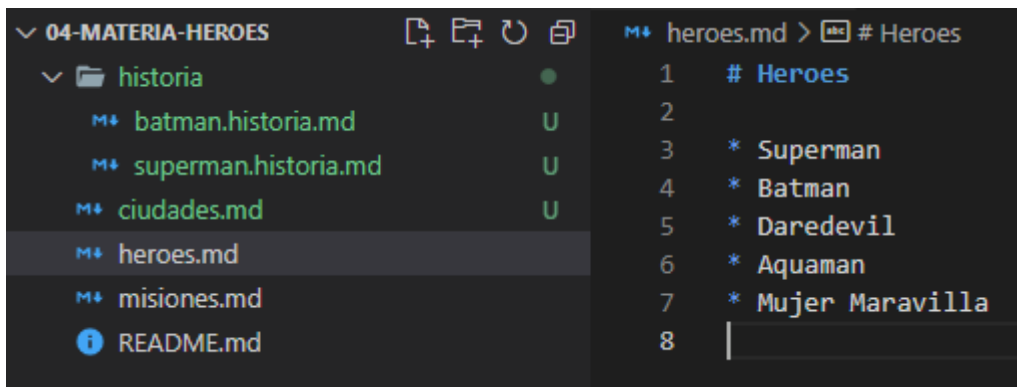 04-MATERIA-HEROES
historia
batman.historia.md U
superman.historia.md U
ciudades.md U
heroes.md
misiones.md
README.md
heroes.md > # Heroes
1 # Heroes
2
3 * Superman
4 * Batman
5 * Daredevil
6 * Aquaman
7 * Mujer Maravilla
8